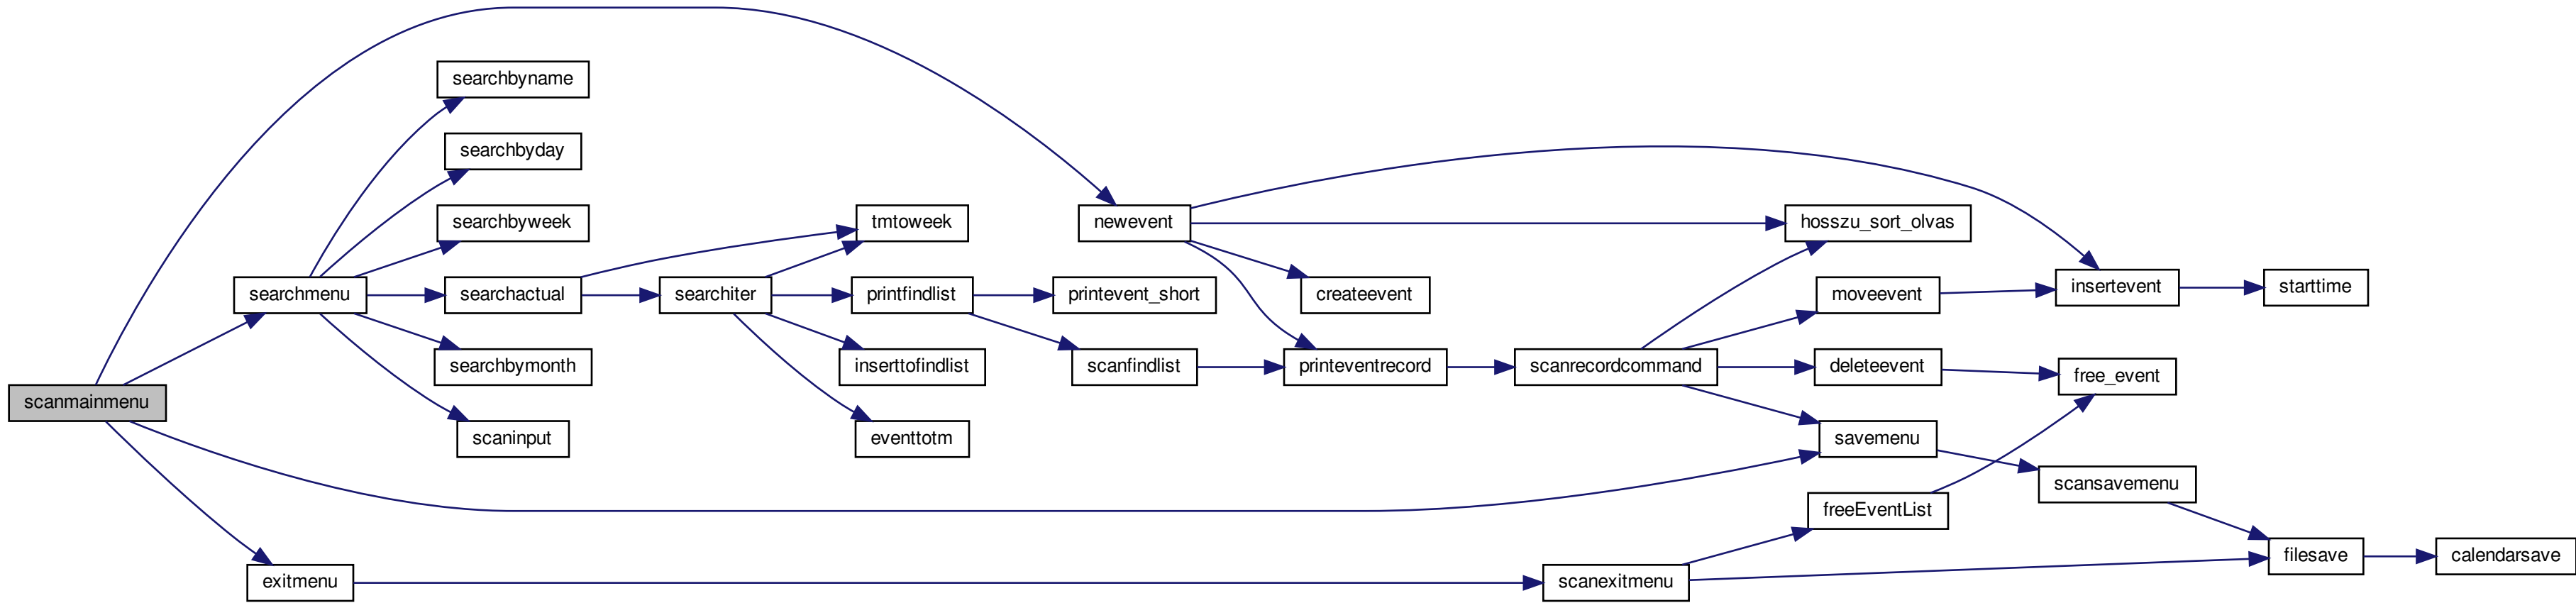 scanmainmenu
searchmenu
exitmenu
searchbyname
searchbyday
searchbyweek
searchactual
searchbymonth
scaninput
searchiter
tmtoweek
printfindlist
inserttofindlist
eventtotm
newevent
printevent_short
scanfindlist
createevent
printeventrecord
scanrecordcommand
scanexitmenu
hosszu_sort_olvas
moveevent
deleteevent
savemenu
freeEventList
insertevent
free_event
scansavemenu
starttime
filesave
calendarsave